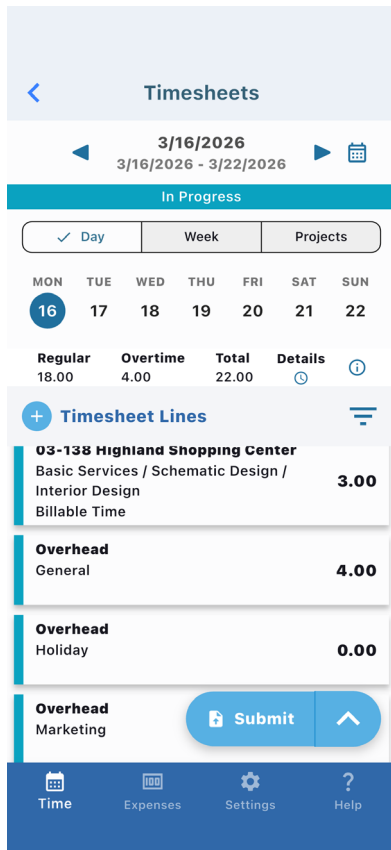 Timesheets
3/16/2026
3/16/2026 - 3/22/2026
In Progress
Day
Week
Projects
MON TUE WED THU FRI SAT SUN
16 17 18 19 20 21 22
Regular Overtime Total Details
18.00 4.00 22.00
Timesheet Lines
03-138 Highland Shopping Center
Basic Services / Schematic Design /
Interior Design
Billable Time
3.00
Overhead
General
4.00
Overhead
Holiday
0.00
Overhead
Marketing
Submit
Time
Expenses
Settings
Help